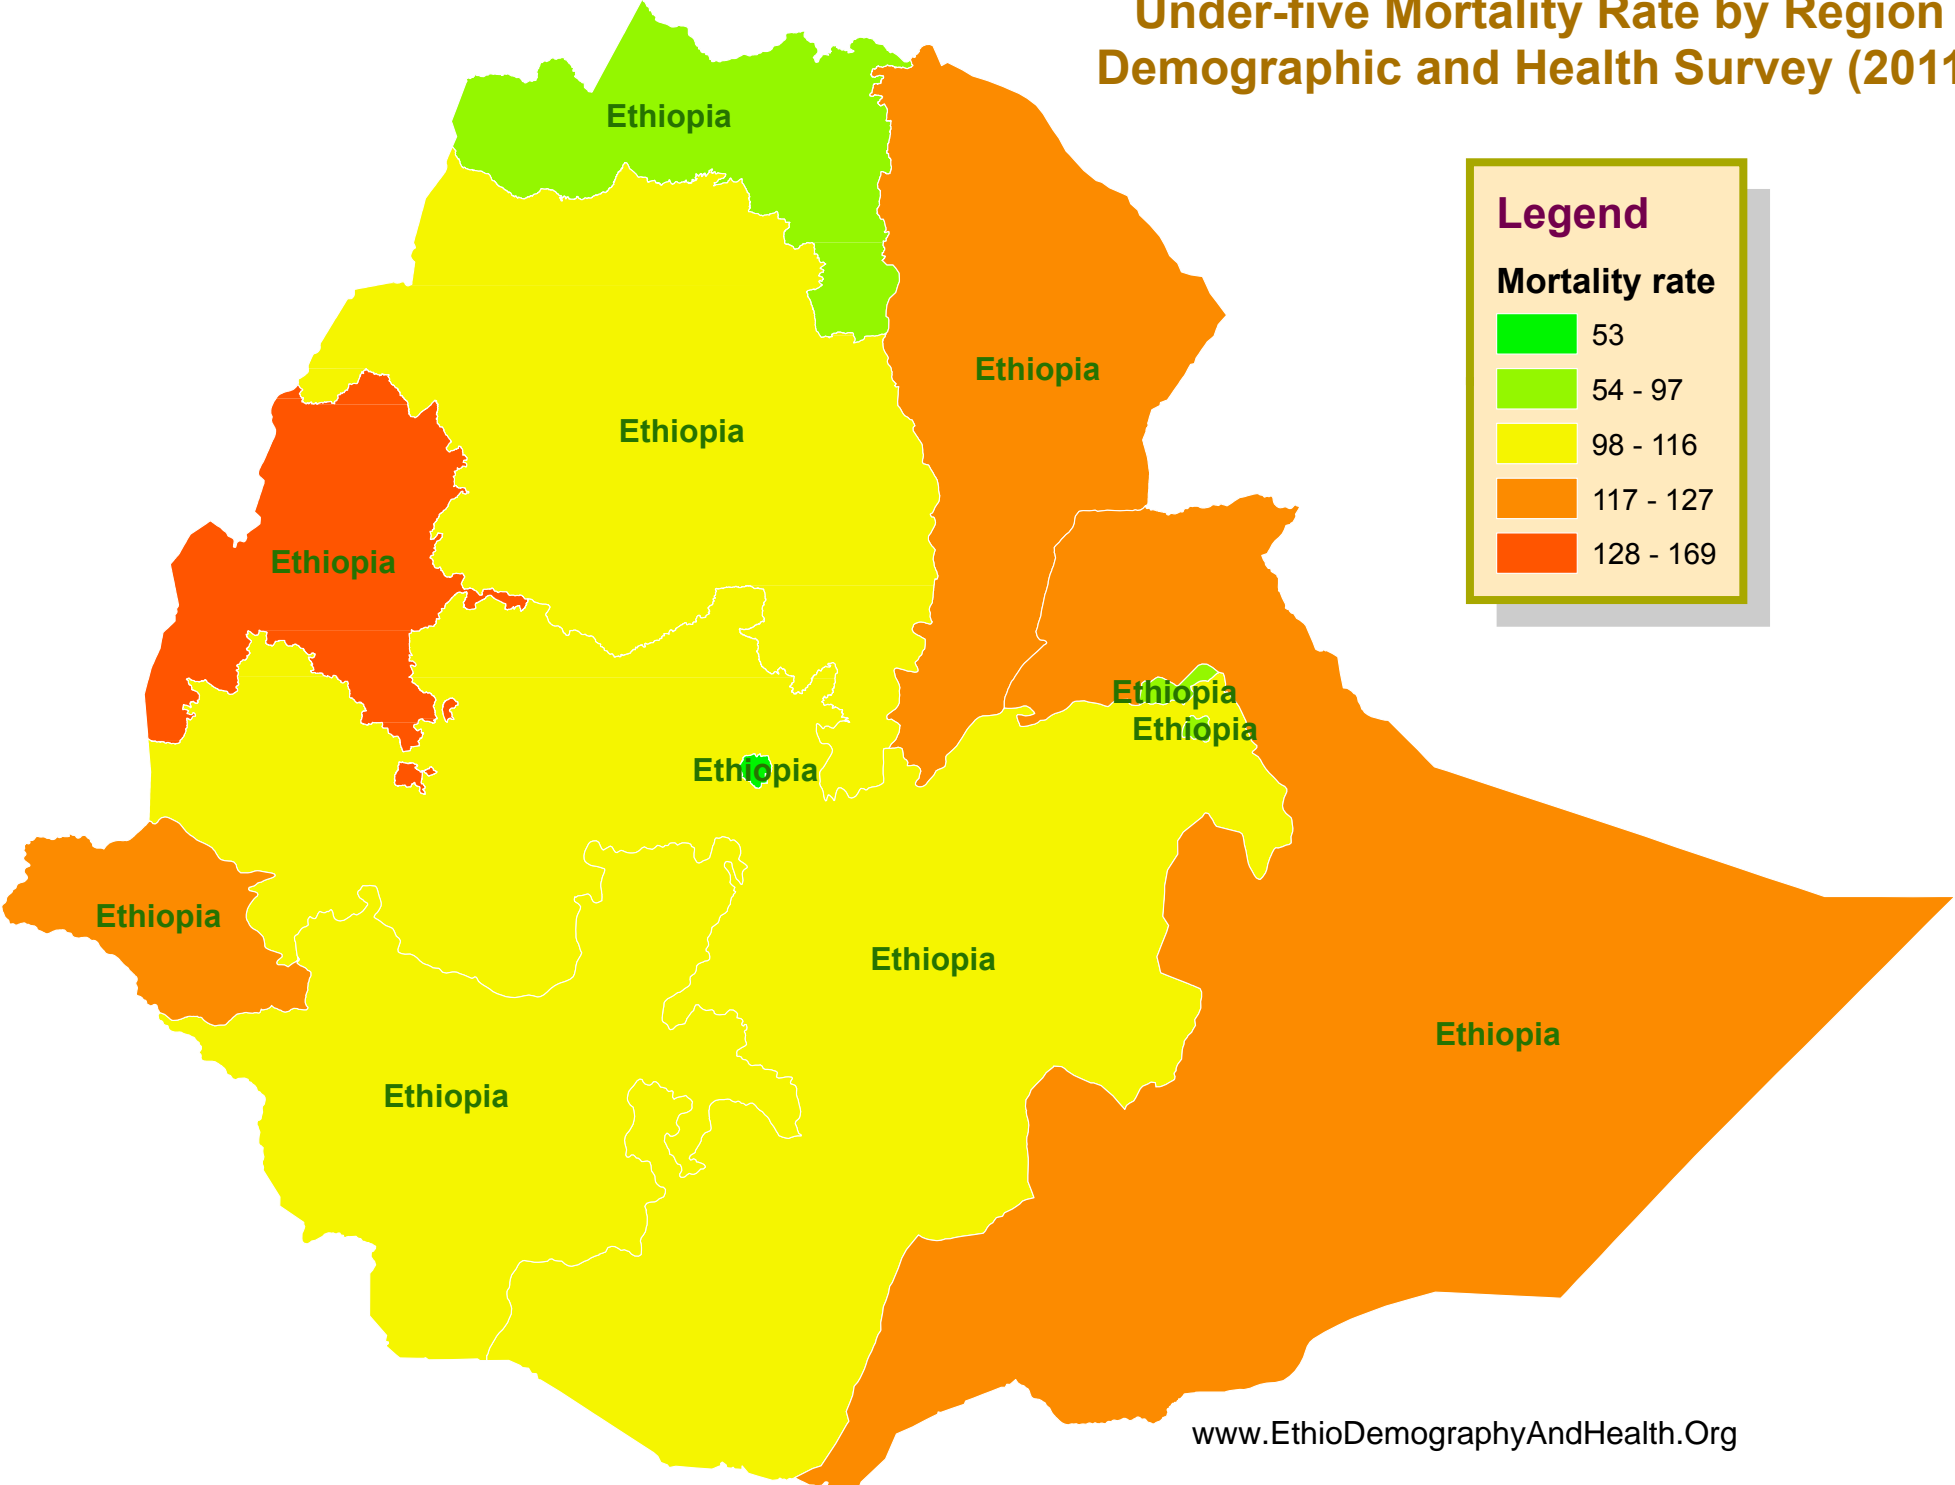 Under-five Mortality Rate by Region
Demographic and Health Survey (2011
Ethiopia
Legend
Mortality rate
53
54 - 97
98 - 116
117 - 127
128 - 169
Ethiopia
Ethiopia
Ethiopia
Ethiopia
Ethiopia
Ethiopia
Ethiopia
Ethiopia
Ethiopia
Ethiopia
www.EthioDemographyAndHealth.Org